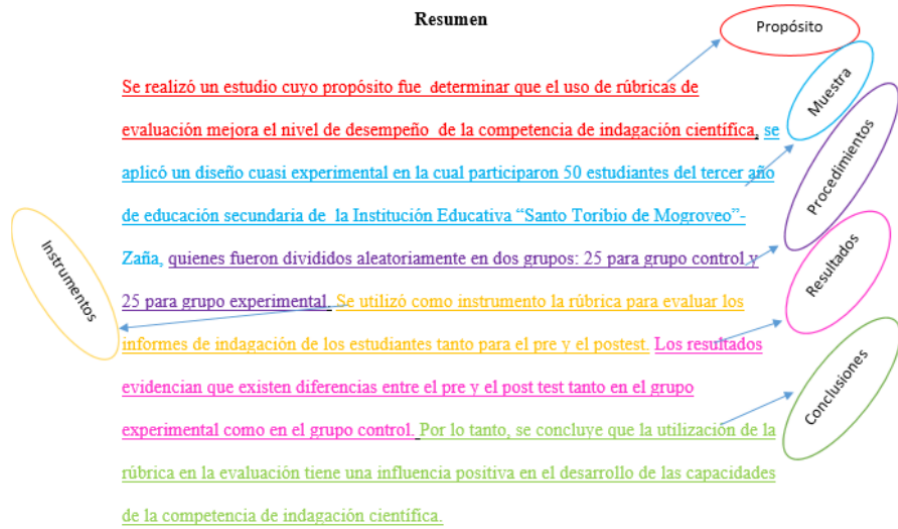 Resumen
Propósito
Se realizó un estudio cuyo propósito fue determinar que el uso de rúbricas de
evaluación mejora el nivel de desempeño de la competencia de indagación científica, se
Muestra
aplicó un diseño cuasi experimental en la cual participaron 50 estudiantes del tercer año
de educación secundaria de la Institución Educativa “Santo Toribio de Mogroveo”-
Procedimientos
Zaña, quienes fueron divididos aleatoriamente en dos grupos: 25 para grupo control y
25 para grupo experimental. Se utilizó como instrumento la rúbrica para evaluar los
Instrumentos
Resultados
informes de indagación de los estudiantes tanto para el pre y el postest. Los resultados
evidencian que existen diferencias entre el pre y el post test tanto en el grupo
Conclusiones
experimental como en el grupo control. Por lo tanto, se concluye que la utilización de la
rúbrica en la evaluación tiene una influencia positiva en el desarrollo de las capacidades
de la competencia de indagación científica.